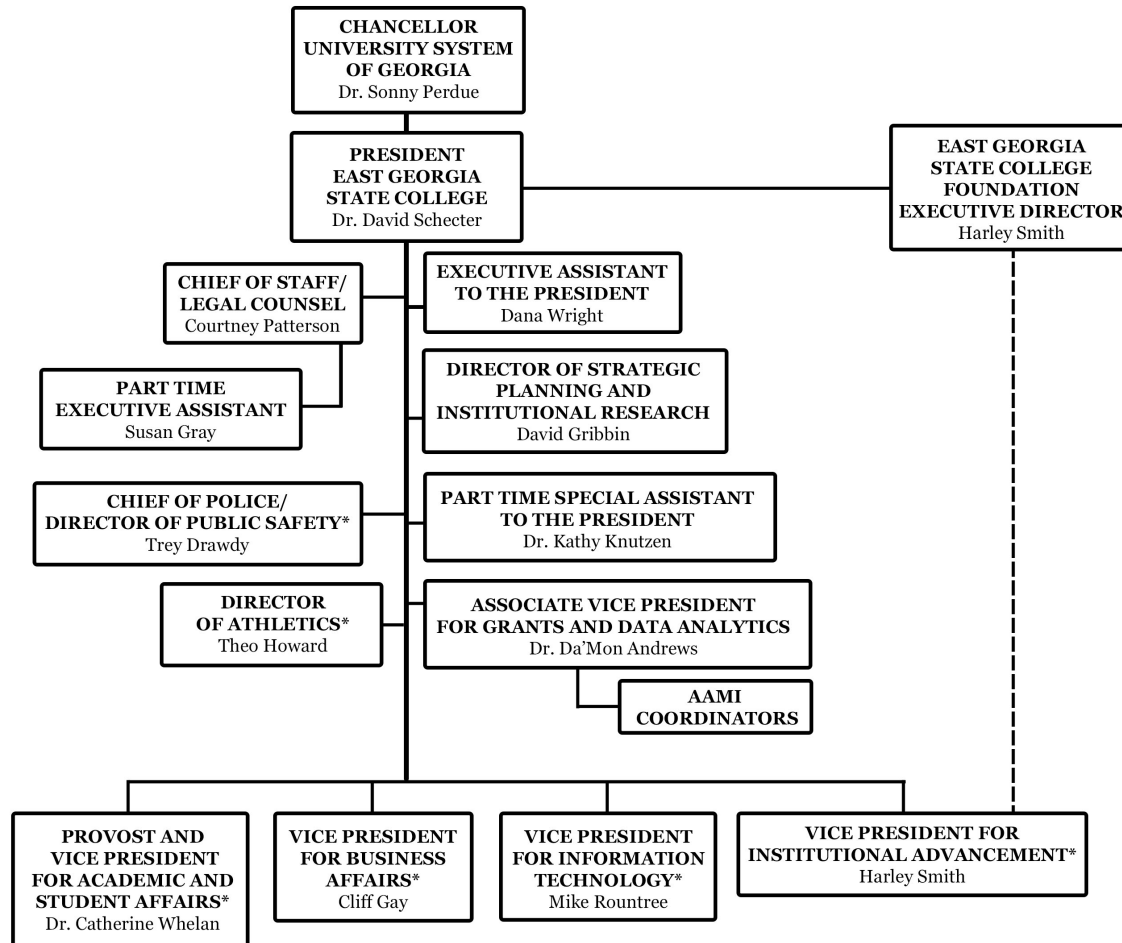 CHANCELLOR
UNIVERSITY SYSTEM
OF GEORGIA
Dr. Sonny Perdue
PRESIDENT
EAST GEORGIA
STATE COLLEGE
Dr. David Schecter
EAST GEORGIA
STATE COLLEGE
FOUNDATION
EXECUTIVE DIRECTOR
Harley Smith
CHIEF OF STAFF/
LEGAL COUNSEL
Courtney Patterson
EXECUTIVE ASSISTANT
TO THE PRESIDENT
Dana Wright
PART TIME
EXECUTIVE ASSISTANT
Susan Gray
DIRECTOR OF STRATEGIC
PLANNING AND
INSTITUTIONAL RESEARCH
David Gribbin
CHIEF OF POLICE/
DIRECTOR OF PUBLIC SAFETY*
Trey Drawdy
PART TIME SPECIAL ASSISTANT
TO THE PRESIDENT
Dr. Kathy Knutzen
DIRECTOR
OF ATHLETICS*
Theo Howard
ASSOCIATE VICE PRESIDENT
FOR GRANTS AND DATA ANALYTICS
Dr. Da’Mon Andrews
AAMI
COORDINATORS
PROVOST AND
VICE PRESIDENT
FOR ACADEMIC AND
STUDENT AFFAIRS*
Dr. Catherine Whelan
VICE PRESIDENT
FOR BUSINESS
AFFAIRS*
Cliff Gay
VICE PRESIDENT
FOR INFORMATION
TECHNOLOGY*
Mike Rountree
VICE PRESIDENT FOR
INSTITUTIONAL ADVANCEMENT*
Harley Smith